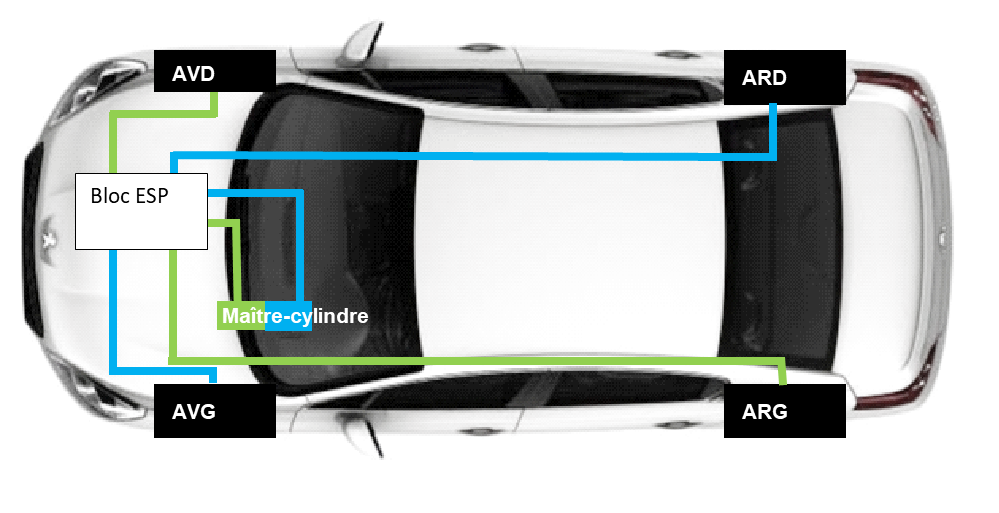 AVD
ARD
Bloc ESP
Maître-cylindre
AVG
ARG